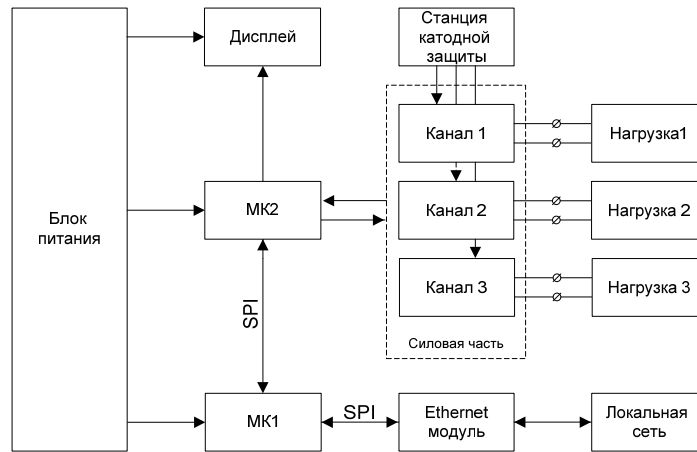 Дисплей
Станция
катодной
защиты
Канал 1
Нагрузка1
Блок
питания
МК2
Канал 2
Нагрузка 2
Канал 3
Нагрузка 3
SPI
Силовая часть
МК1
SPI
Ethernet
модуль
Локальная
сеть